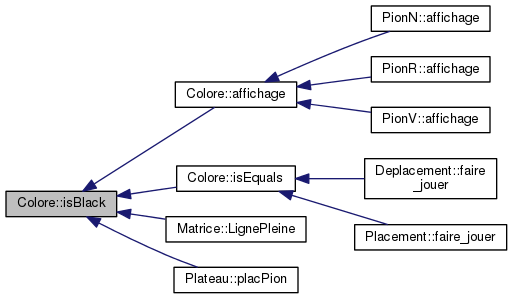 PionN::affichage
PionR::affichage
Colore::affichage
PionV::affichage
Deplacement::faire
_jouer
Colore::isEquals
Colore::isBlack
Matrice::LignePleine
Placement::faire_jouer
Plateau::placPion